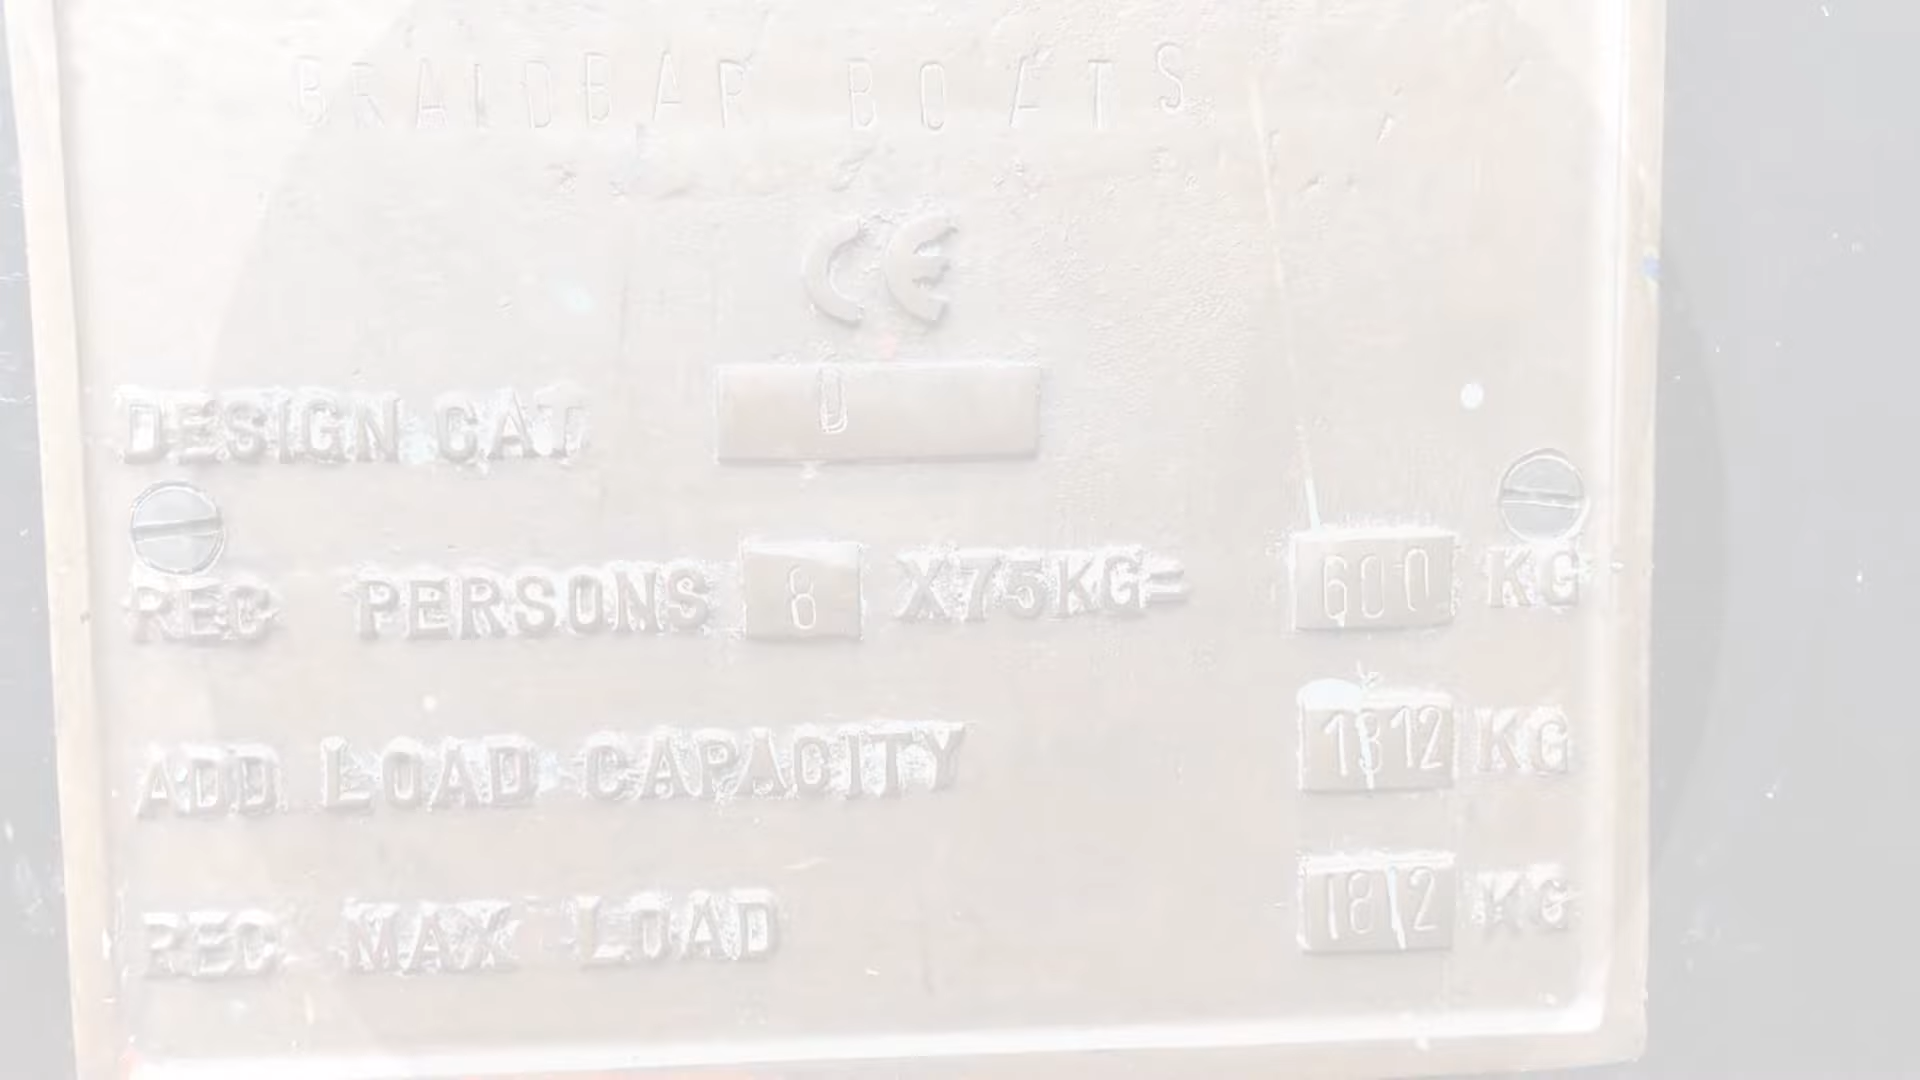 BRAIDBAR BOATS
CE
DESIGN CAT D
REC PERSONS 8 X75KG= 600 KG
ADD LOAD CAPACITY 1812 KG
REC MAX LOAD 1812 KG